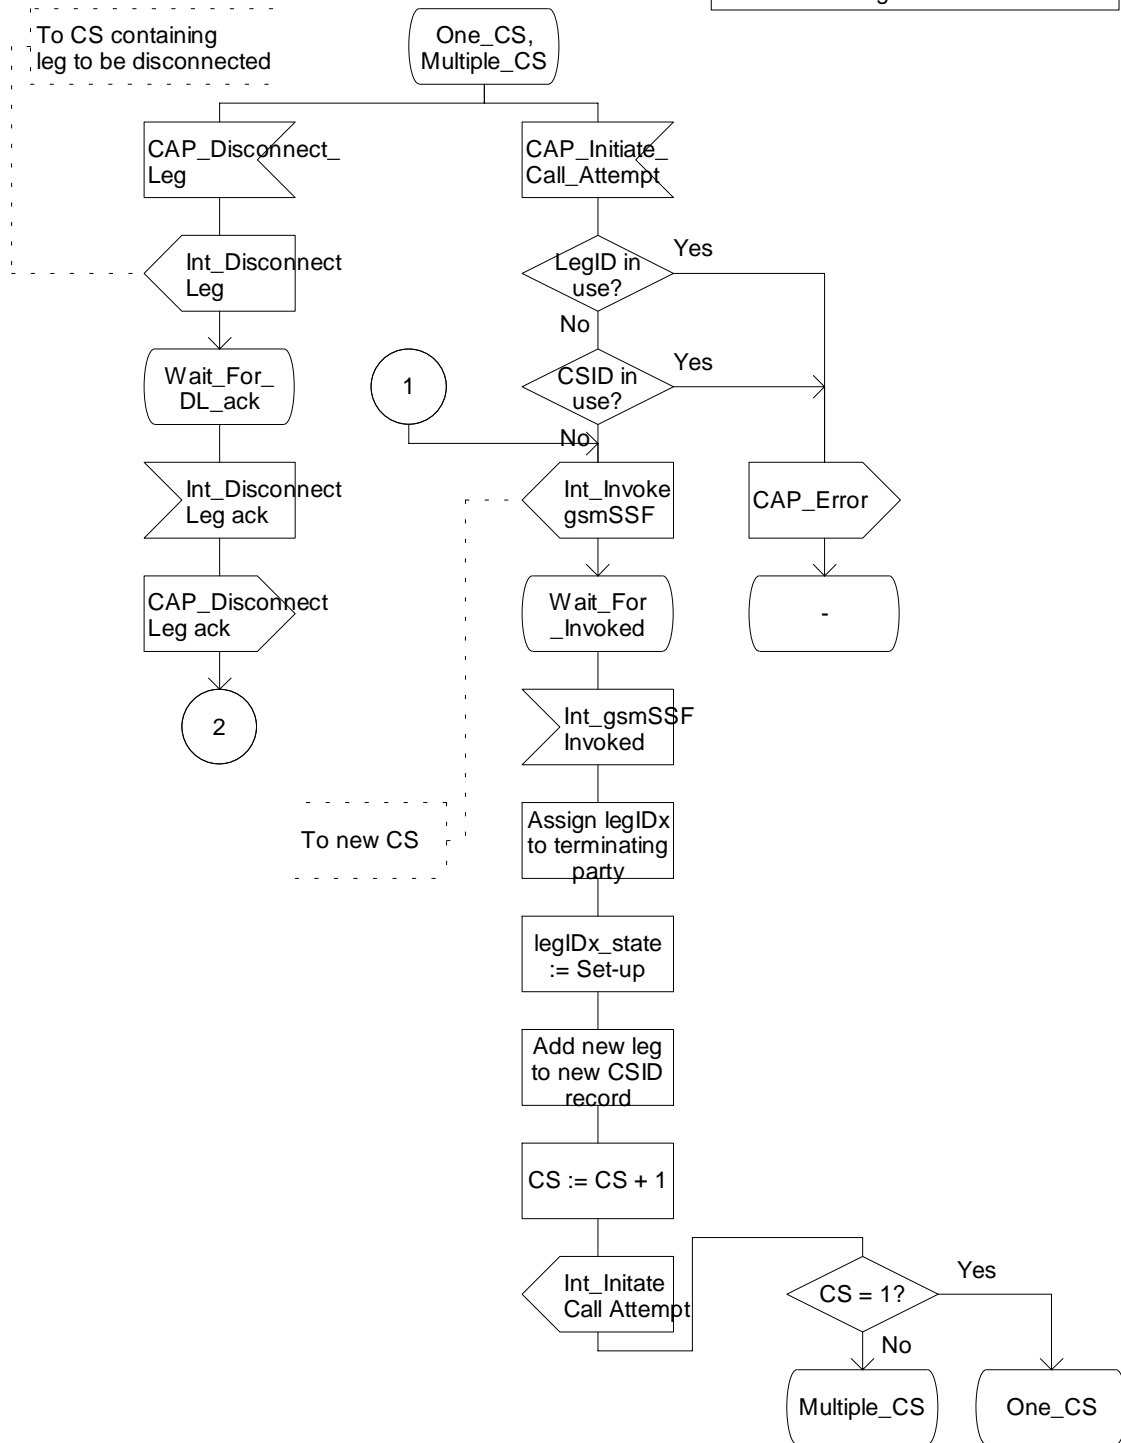 To CS containing
leg to be disconnected
One_CS,
Multiple_CS
CAP_Disconnect_
Leg
CAP_Initiate_
Call_Attempt
Int_Disconnect
Leg
LegID in
use?
Yes
No
Wait_For_
DL_ack
1
CSID in
use?
Yes
No
Int_Disconnect
Leg ack
Int_Invoke
gsmSSF
CAP_Error
CAP_Disconnect
Leg ack
Wait_For
_Invoked
-
2
Int_gsmSSF
Invoked
To new CS
Assign legIDx
to terminating
party
legIDx_state
:= Set-up
Add new leg
to new CSID
record
CS := CS + 1
Int_Initate
Call Attempt
CS = 1?
Yes
No
Multiple_CS
One_CS